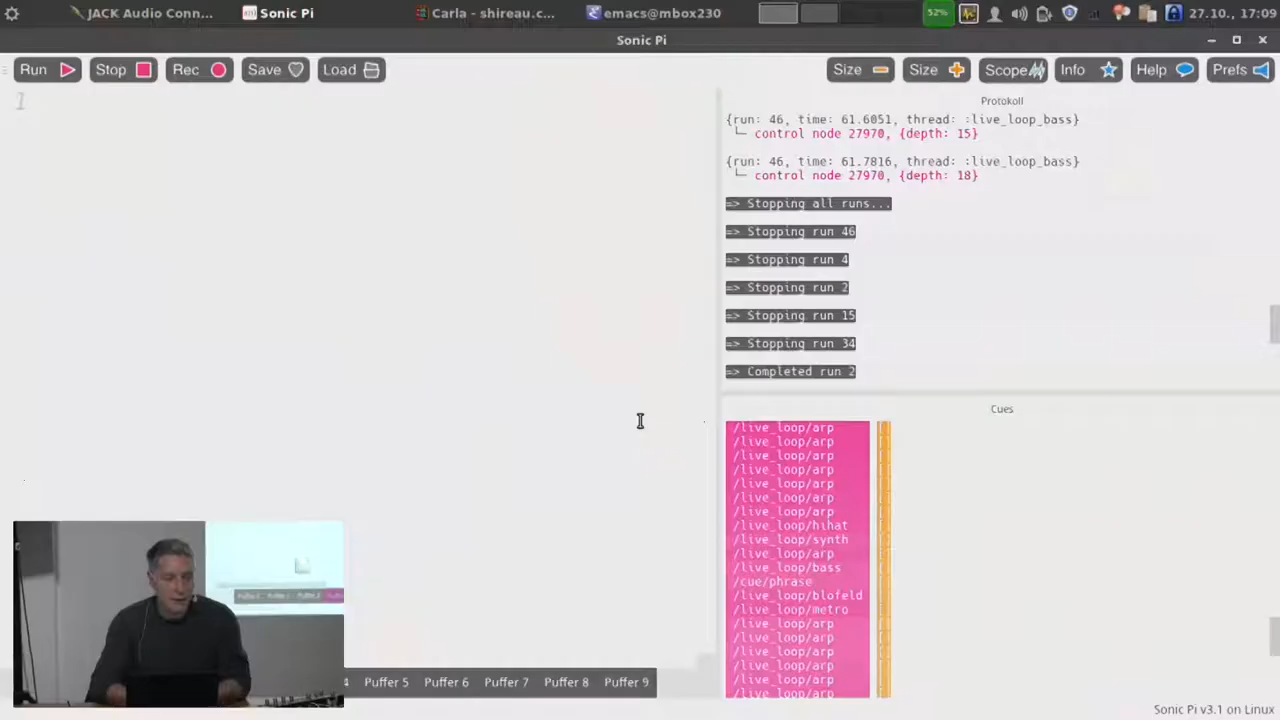 JACK Audio Conn...
Sonic Pi
Carla - shireau.c...
emacs@mbox230
52%
27.10., 17:09
Sonic Pi
Run
Stop
Rec
Save
Load
Size
Size
Scope
Info
Help
Prefs
1
Protokoll
{run: 46, time: 61.6051, thread: :live_loop_bass}
└─ control node 27970, {depth: 15}
{run: 46, time: 61.7816, thread: :live_loop_bass}
└─ control node 27970, {depth: 18}
=> Stopping all runs...
=> Stopping run 46
=> Stopping run 4
=> Stopping run 2
=> Stopping run 15
=> Stopping run 34
=> Completed run 2
Cues
/live_loop/arp
/live_loop/arp
/live_loop/arp
/live_loop/arp
/live_loop/arp
/live_loop/arp
/live_loop/arp
/live_loop/hihat
/live_loop/synth
/live_loop/arp
/live_loop/bass
/cue/phrase
/live_loop/blofeld
/live_loop/metro
/live_loop/arp
/live_loop/arp
/live_loop/arp
/live_loop/arp
/live_loop/arp
/live_loop/arp
4
Puffer 5
Puffer 6
Puffer 7
Puffer 8
Puffer 9
Sonic Pi v3.1 on Linux